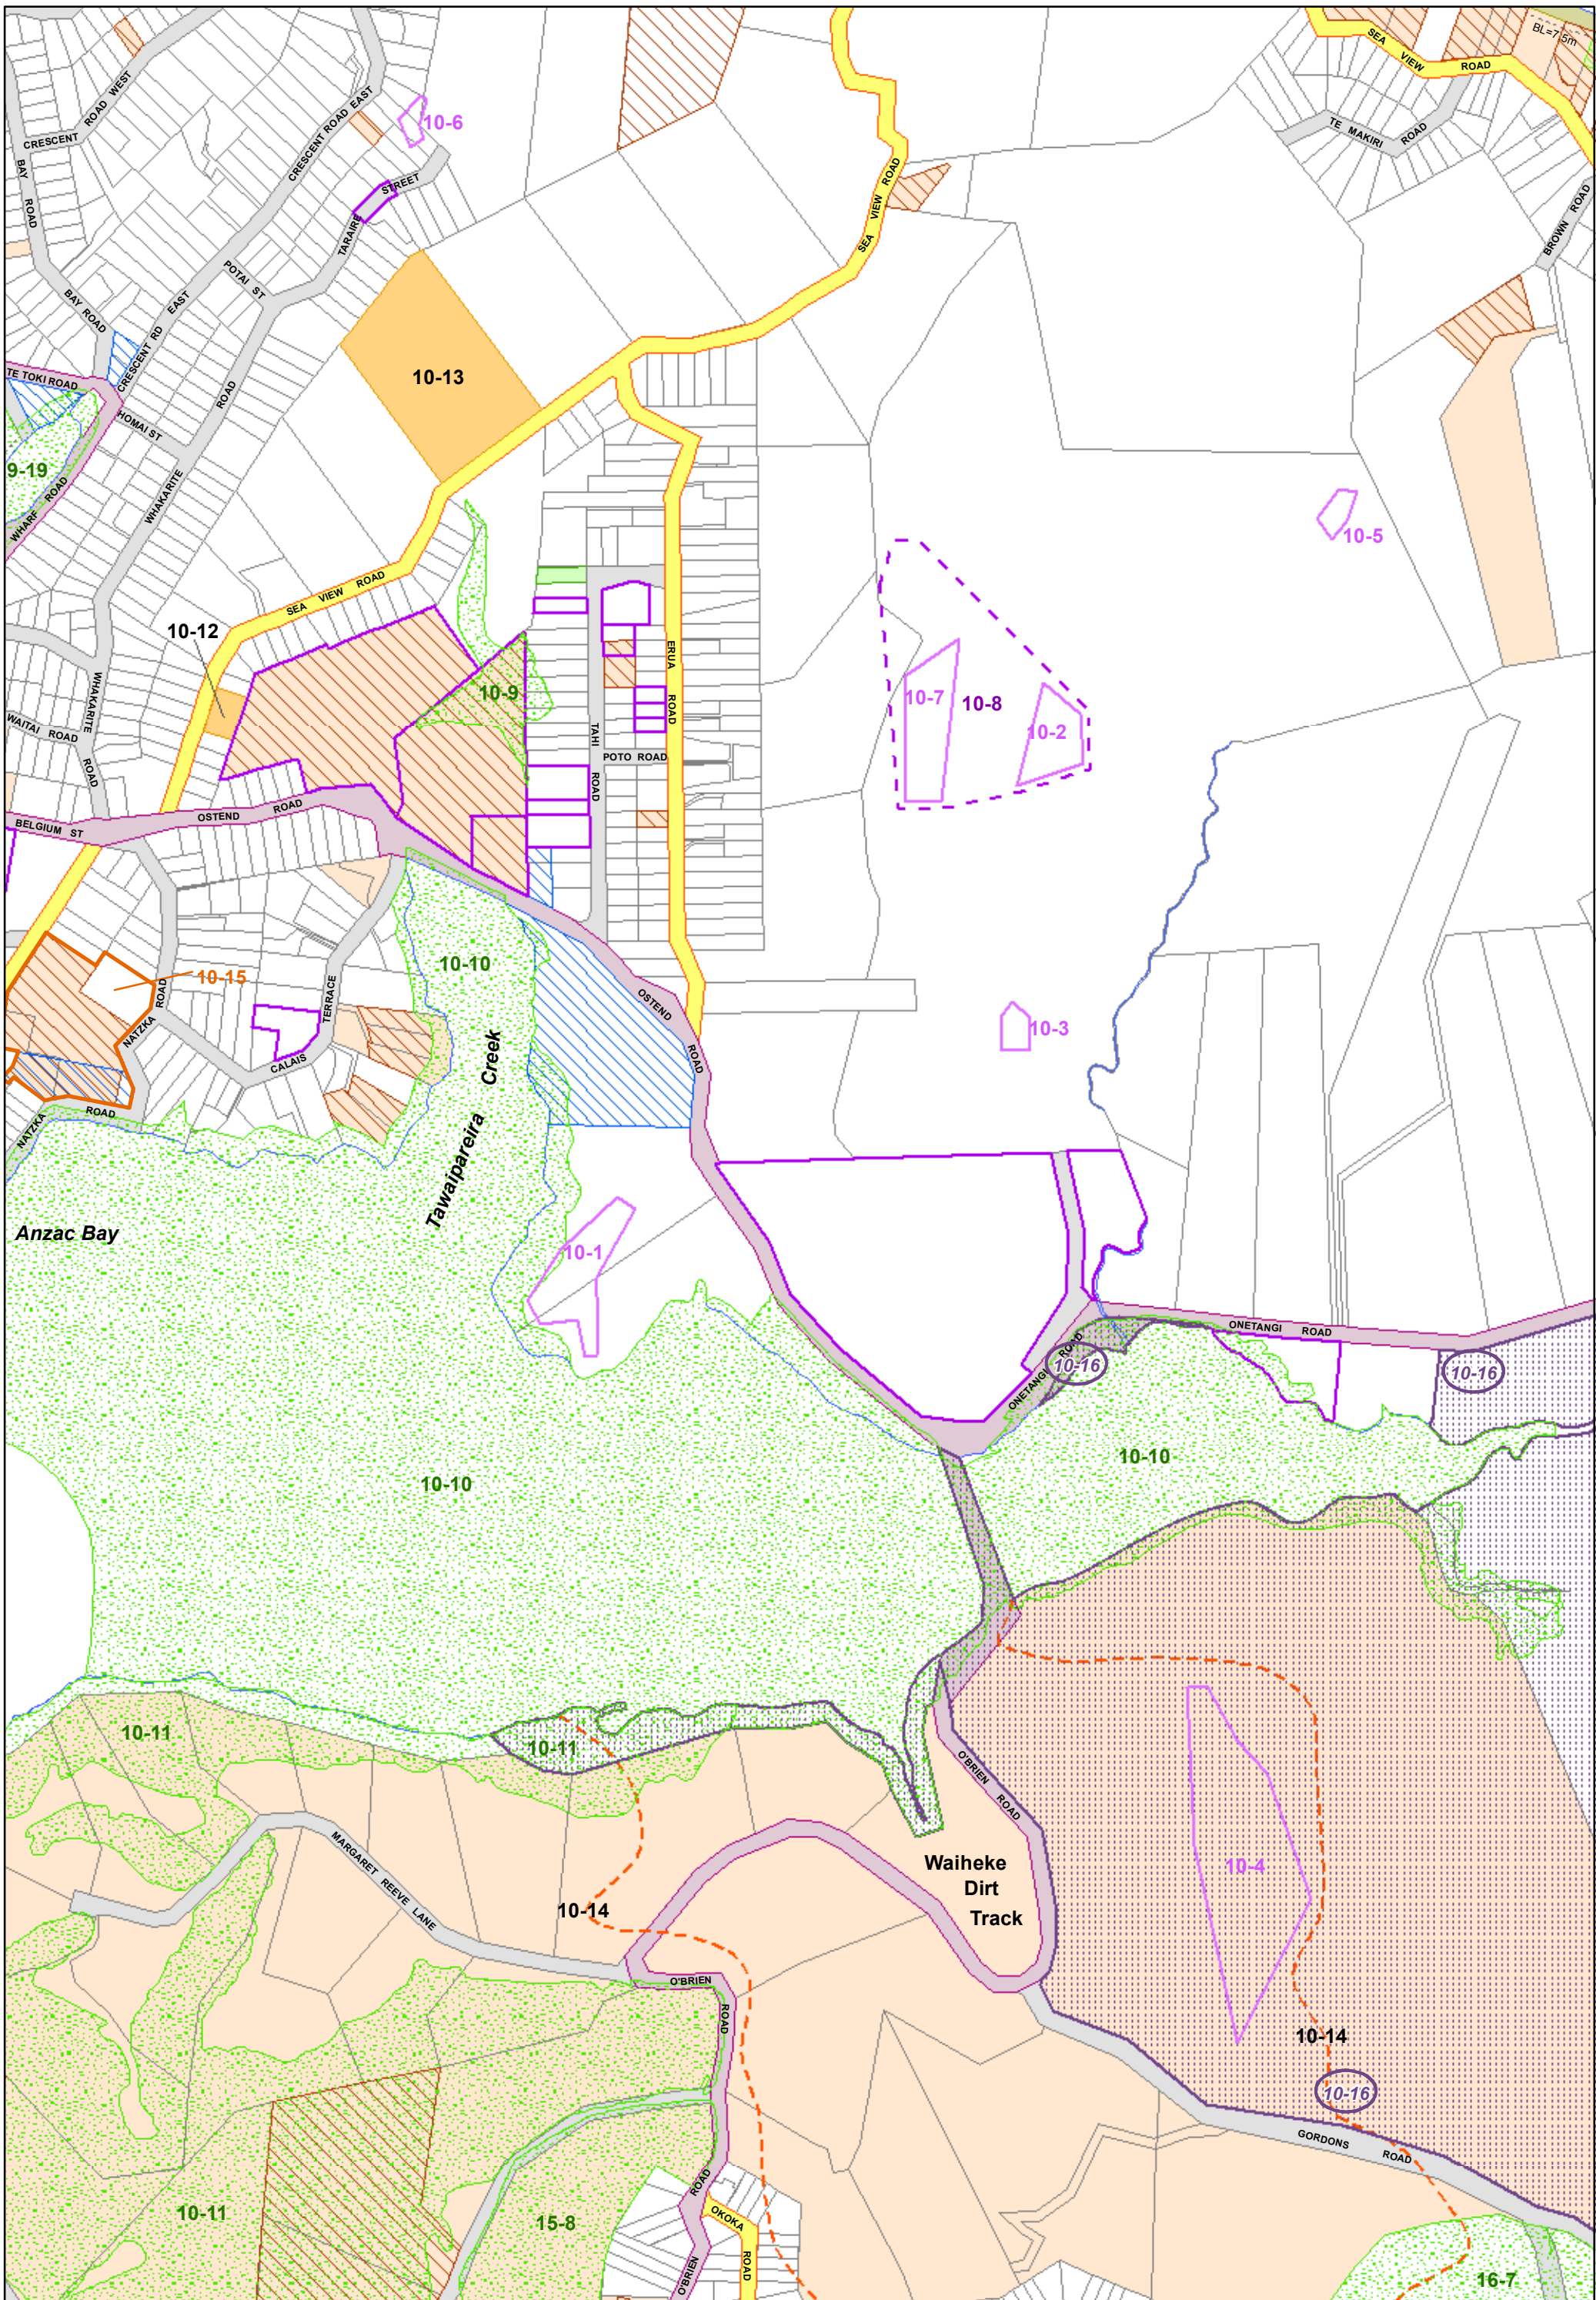 BL=7.5m
SEA VIEW ROAD
CRESCENT ROAD WEST
CRESCENT ROAD EAST
10-6
TE MAKIRI ROAD
BAY ROAD
STREET
TARAIRE
SEA VIEW ROAD
BROWN ROAD
POTAI ST
BAY ROAD
CRESCENT RD EAST
10-13
TE TOKI ROAD
ROAD
HOMAI ST
9-19
WHARF ROAD
WHAKARITE
10-5
SEA VIEW ROAD
10-12
ERUA ROAD
10-9
10-7
10-8
10-2
WHAKARITE ROAD
WAITAI ROAD
TAHI ROAD
POTO ROAD
BELGIUM ST
OSTEND ROAD
10-10
10-15
NATZKA ROAD
TERRACE
CALAIS
OSTEND ROAD
10-3
Tawaipareira Creek
NATZKA ROAD
Anzac Bay
10-1
ONETANGI ROAD
ONETANGI ROAD
10-16
10-16
10-10
10-10
10-11
10-11
O'BRIEN ROAD
MARGARET REEVE LANE
Waiheke
Dirt
Track
10-4
10-14
O'BRIEN ROAD
10-14
10-16
GORDONS ROAD
10-11
15-8
ROAD
OKOKA ROAD
O'BRIEN
16-7